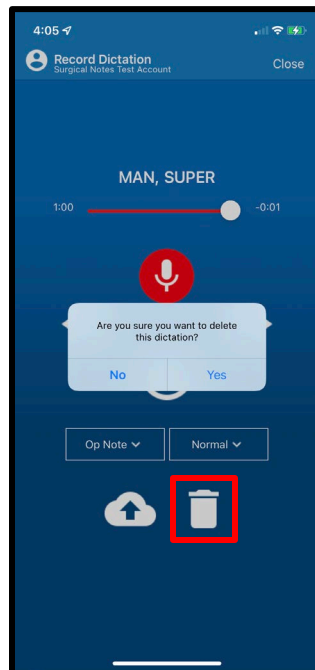 4:05
Record Dictation
Close
Surgical Notes Test Account
MAN, SUPER
1:00
-0:01
Are you sure you want to delete
this dictation?
No
Yes
Op Note
Normal